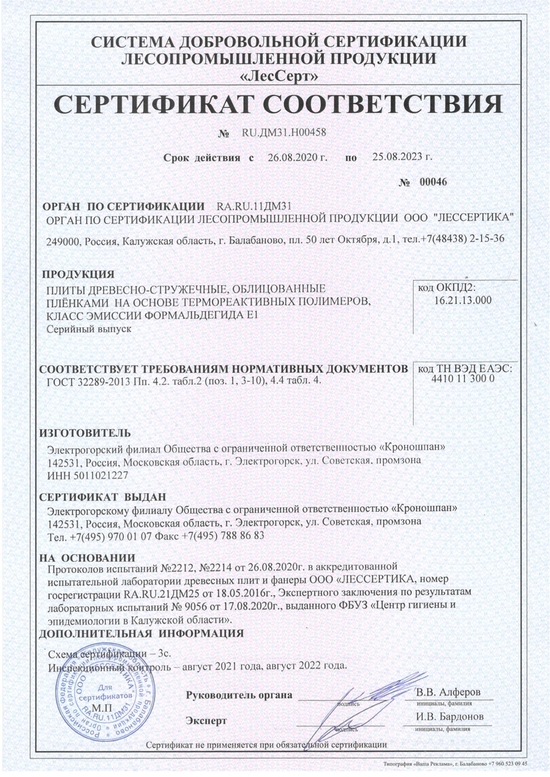 СИСТЕМА ДОБРОВОЛЬНОЙ СЕРТИФИКАЦИИ
ЛЕСОПРОМЫШЛЕННОЙ ПРОДУКЦИИ
«ЛесСерт»
СЕРТИФИКАТ СООТВЕТСТВИЯ
№ RU.ДМ31.Н00458
Срок действия с 26.08.2020 г. по 25.08.2023 г.
№ 00046
ОРГАН ПО СЕРТИФИКАЦИИ RA.RU.11ДМ31
ОРГАН ПО СЕРТИФИКАЦИИ ЛЕСОПРОМЫШЛЕННОЙ ПРОДУКЦИИ ООО "ЛЕССЕРТИКА"
249000, Россия, Калужская область, г. Балабаново, пл. 50 лет Октября, д.1, тел.+7(48438) 2-15-36
ПРОДУКЦИЯ
ПЛИТЫ ДРЕВЕСНО-СТРУЖЕЧНЫЕ, ОБЛИЦОВАННЫЕ
ПЛЁНКАМИ НА ОСНОВЕ ТЕРМОРЕАКТИВНЫХ ПОЛИМЕРОВ,
КЛАСС ЭМИССИИ ФОРМАЛЬДЕГИДА Е1
Серийный выпуск
код ОКПД2:
16.21.13.000
СООТВЕТСТВУЕТ ТРЕБОВАНИЯМ НОРМАТИВНЫХ ДОКУМЕНТОВ
ГОСТ 32289-2013 Пп. 4.2. табл.2 (поз. 1, 3-10), 4.4 табл. 4.
код ТН ВЭД ЕАЭС:
4410 11 300 0
ИЗГОТОВИТЕЛЬ
Электрогорский филиал Общества с ограниченной ответственностью «Кроношпан»
142531, Россия, Московская область, г. Электрогорск, ул. Советская, промзона
ИНН 5011021227
СЕРТИФИКАТ ВЫДАН
Электрогорскому филиалу Общества с ограниченной ответственностью «Кроношпан»
142531, Россия, Московская область, г. Электрогорск, ул. Советская, промзона
Тел. +7(495) 970 01 07 Факс +7(495) 788 86 83
НА ОСНОВАНИИ
Протоколов испытаний №2212, №2214 от 26.08.2020г. в аккредитованной
испытательной лаборатории древесных плит и фанеры ООО «ЛЕССЕРТИКА, номер
госрегистрации RA.RU.21ДМ25 от 18.05.2016г., Экспертного заключения по результатам
лабораторных испытаний № 9056 от 17.08.2020г., выданного ФБУЗ «Центр гигиены и
эпидемиологии в Калужской области».
ДОПОЛНИТЕЛЬНАЯ ИНФОРМАЦИЯ
Схема сертификации – 3с.
Инспекционный контроль – август 2021 года, август 2022 года.
Для
сертификатов
RA.RU.11ДМ31
М.П
Руководитель органа
подпись
В.В. Алферов
инициалы, фамилия
Эксперт
подпись
И.В. Бардонов
инициалы, фамилия
Сертификат не применяется при обязательной сертификации
Типография «Ваша Реклама», г. Балабаново +7 960 523 09 45